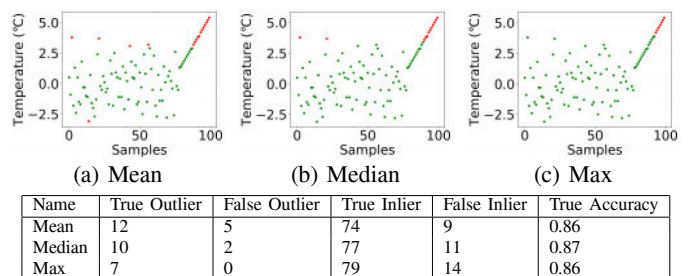 Temperature (°C)
5.0
2.5
0.0
−2.5
0
50
100
Samples
(a) Mean
Temperature (°C)
5.0
2.5
0.0
−2.5
0
50
100
Samples
(b) Median
Temperature (°C)
5.0
2.5
0.0
−2.5
0
50
100
Samples
(c) Max
Name True Outlier False Outlier True Inlier False Inlier True Accuracy
Mean 12 5 74 9 0.86
Median 10 2 77 11 0.87
Max 7 0 79 14 0.86